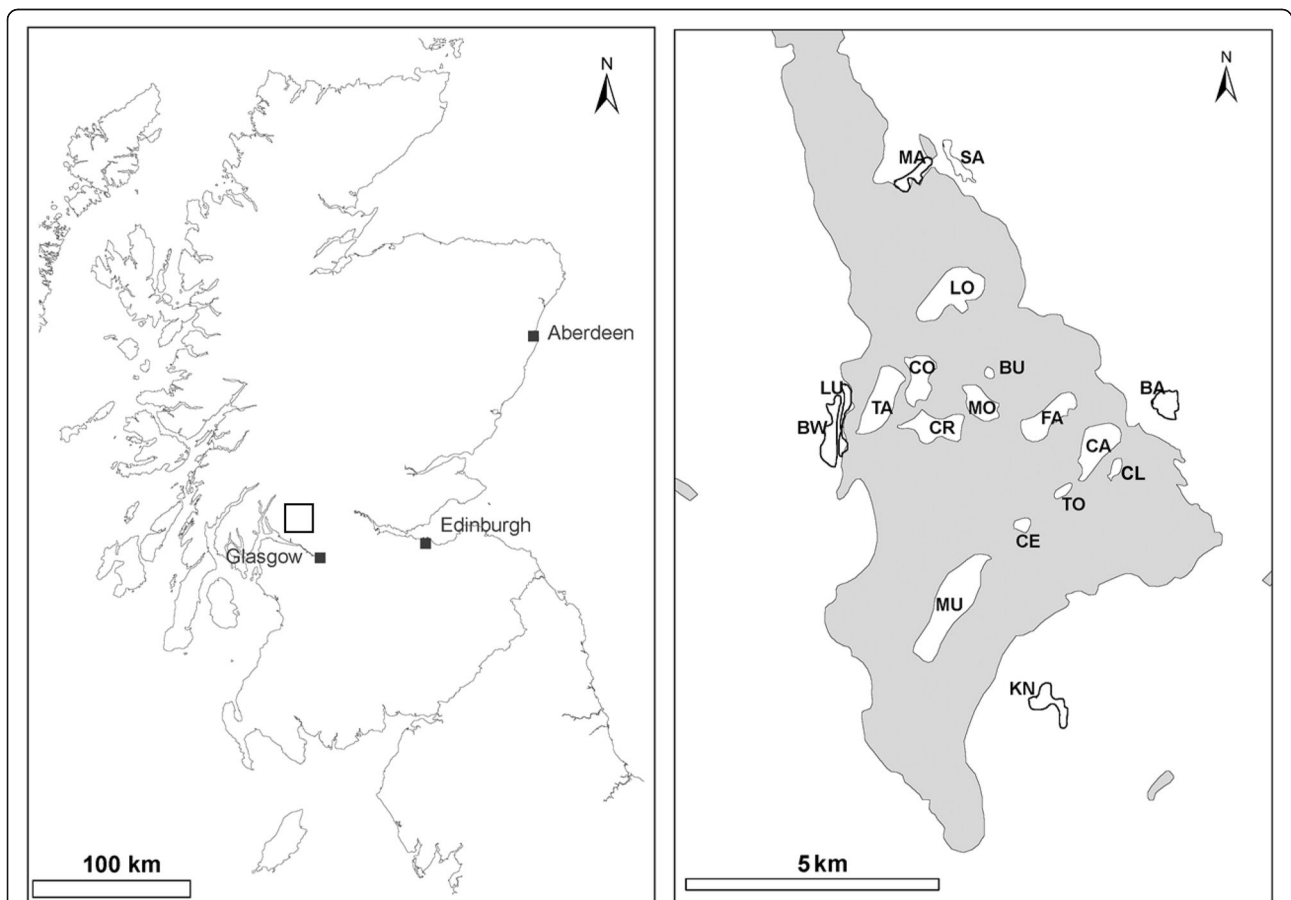 N
Aberdeen
Edinburgh
Glasgow
100 km
N
MA
SA
LO
CO
BU
LU
TA
MO
BA
BW
CR
FA
CA
CL
TO
CE
MU
KN
5 km